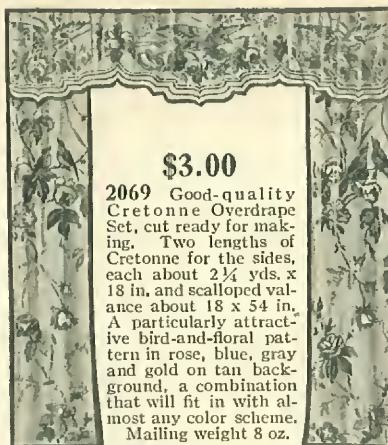 $3.00
2069 Good-quality
Cretonne Overdrape
Set, cut ready for mak-
ing. Two lengths of
Cretonne for the sides,
each about 2¼ yds. x
18 in. and scalloped val-
ance about 18 x 54 in.
A particularly attract-
ive bird-and-floral pat-
tern in rose, blue, gray
and gold on tan back-
ground, a combination
that will fit in with al-
most any color scheme.
Mailing weight 8 oz.